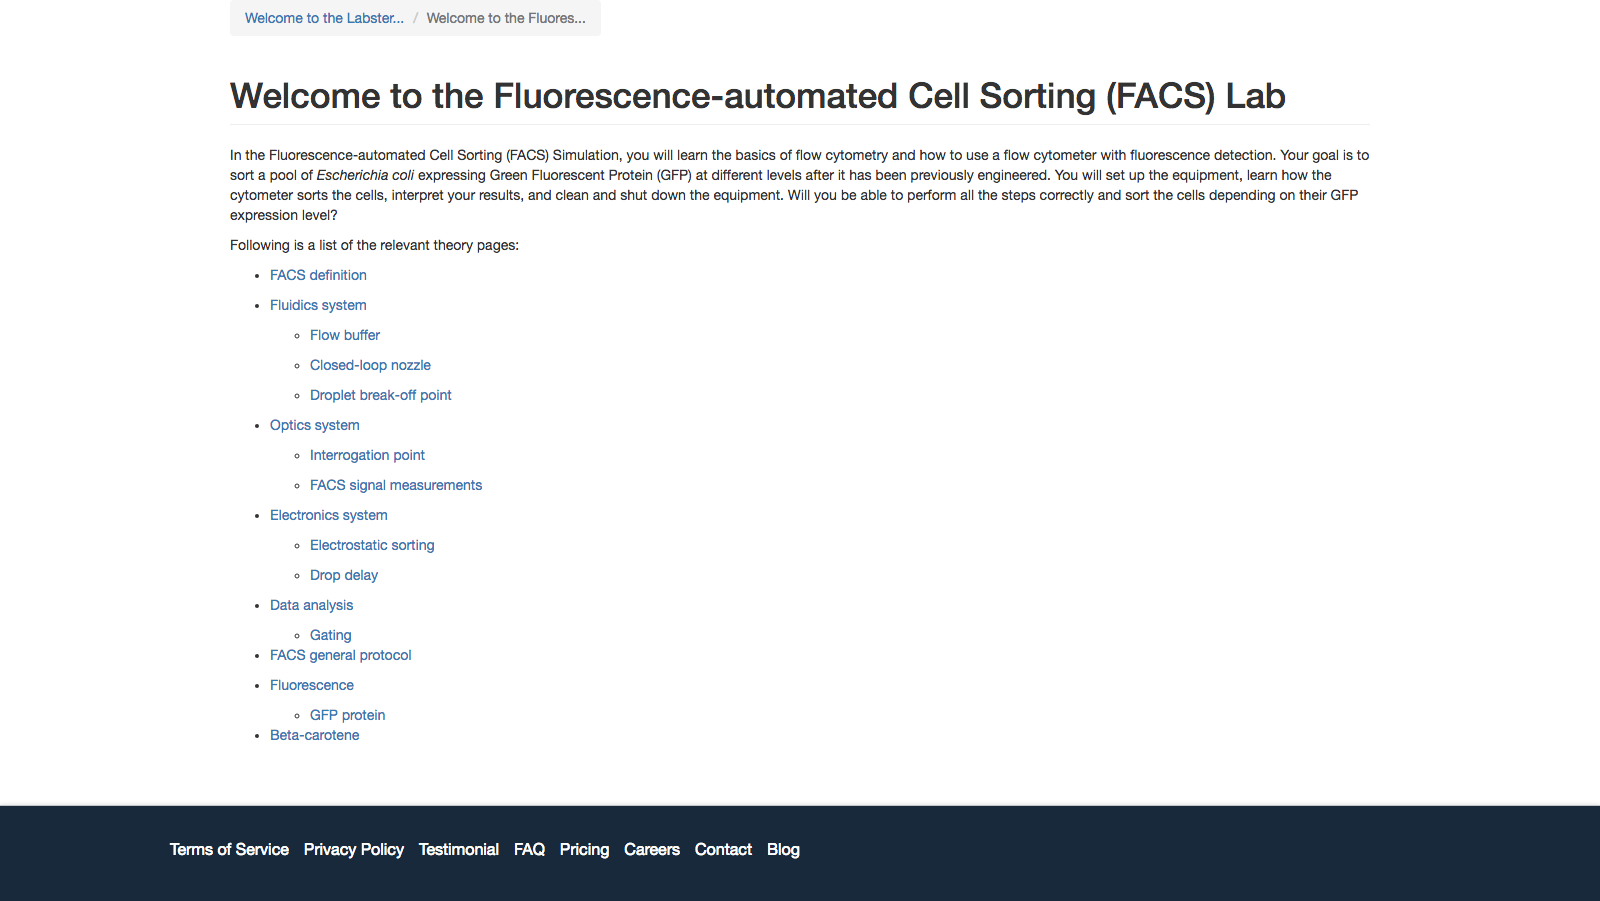 Welcome to the Labster... / Welcome to the Fluores...
Welcome to the Fluorescence-automated Cell Sorting (FACS) Lab
In the Fluorescence-automated Cell Sorting (FACS) Simulation, you will learn the basics of flow cytometry and how to use a flow cytometer with fluorescence detection. Your goal is to
sort a pool of Escherichia coli expressing Green Fluorescent Protein (GFP) at different levels after it has been previously engineered. You will set up the equipment, learn how the
cytometer sorts the cells, interpret your results, and clean and shut down the equipment. Will you be able to perform all the steps correctly and sort the cells depending on their GFP
expression level?
Following is a list of the relevant theory pages:
FACS definition
Fluidics system
Flow buffer
Closed-loop nozzle
Droplet break-off point
Optics system
Interrogation point
FACS signal measurements
Electronics system
Electrostatic sorting
Drop delay
Data analysis
Gating
FACS general protocol
Fluorescence
GFP protein
Beta-carotene
Terms of Service Privacy Policy Testimonial FAQ Pricing Careers Contact Blog